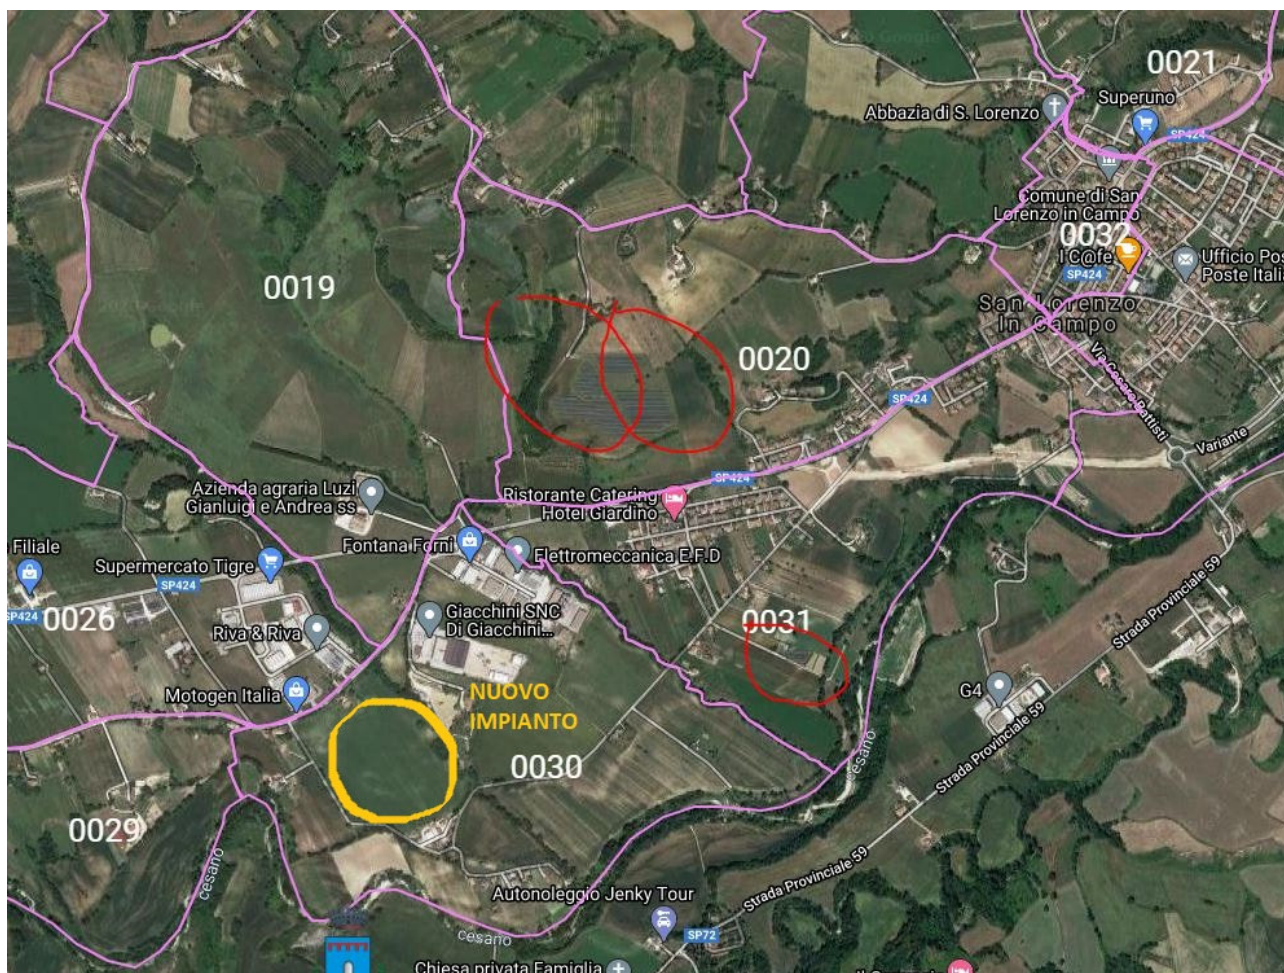 0021
Superuno
Abbazia di S. Lorenzo
SP424
Comune di San
Lorenzo in Campo
0032
I C@fe
SP424
Ufficio Pos
Poste Itali
0019
San Lorenzo
In Campo
0020
Via Cesare Battisti
SP424
Variante
Azienda agraria Luzi
Gianluigi e Andrea ss
SP424
Ristorante Catering
Hotel Giardino
Filiale
Fontana Forni
Elettromeccanica E.F.D
Supermercato Tigre
SP424
SP424
0026
Giacchini SNC
Di Giacchini...
Riva & Riva
0031
Strada Provinciale 59
Motogen Italia
NUOVO
IMPIANTO
G4
Strada Provinciale 59
cesano
0030
0029
cesano
Strada Provinciale 59
Autonoleggio Jenky Tour
SP72
cesano
Chiesa privata Famiglia